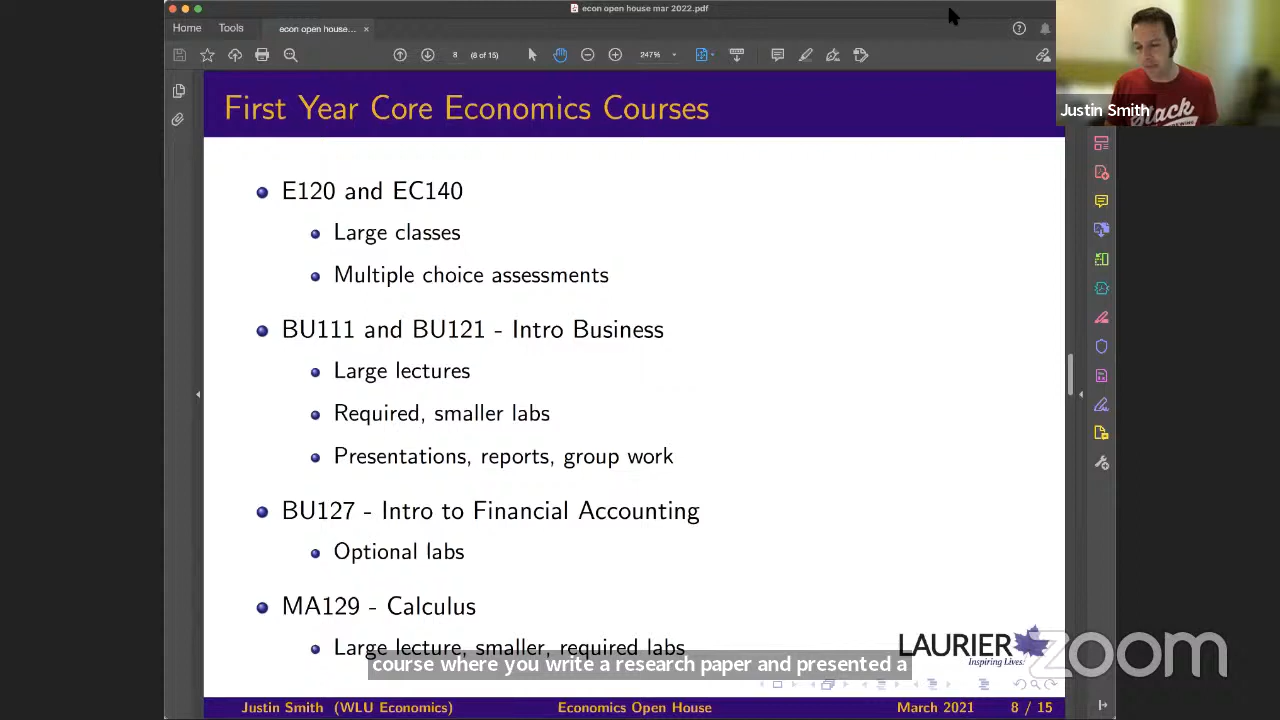 econ open house mar 2022.pdf
Home Tools econ open house... ×
8 (8 of 15) 247%
Justin Smith
Stack
First Year Core Economics Courses
E120 and EC140
Large classes
Multiple choice assessments
BU111 and BU121 - Intro Business
Large lectures
Required, smaller labs
Presentations, reports, group work
BU127 - Intro to Financial Accounting
Optional labs
MA129 - Calculus
Large lecture, smaller, required labs
course where you write a research paper and presented a
LAURIER
Inspiring Lives.
zoom
Justin Smith (WLU Economics) Economics Open House March 2021 8 / 15